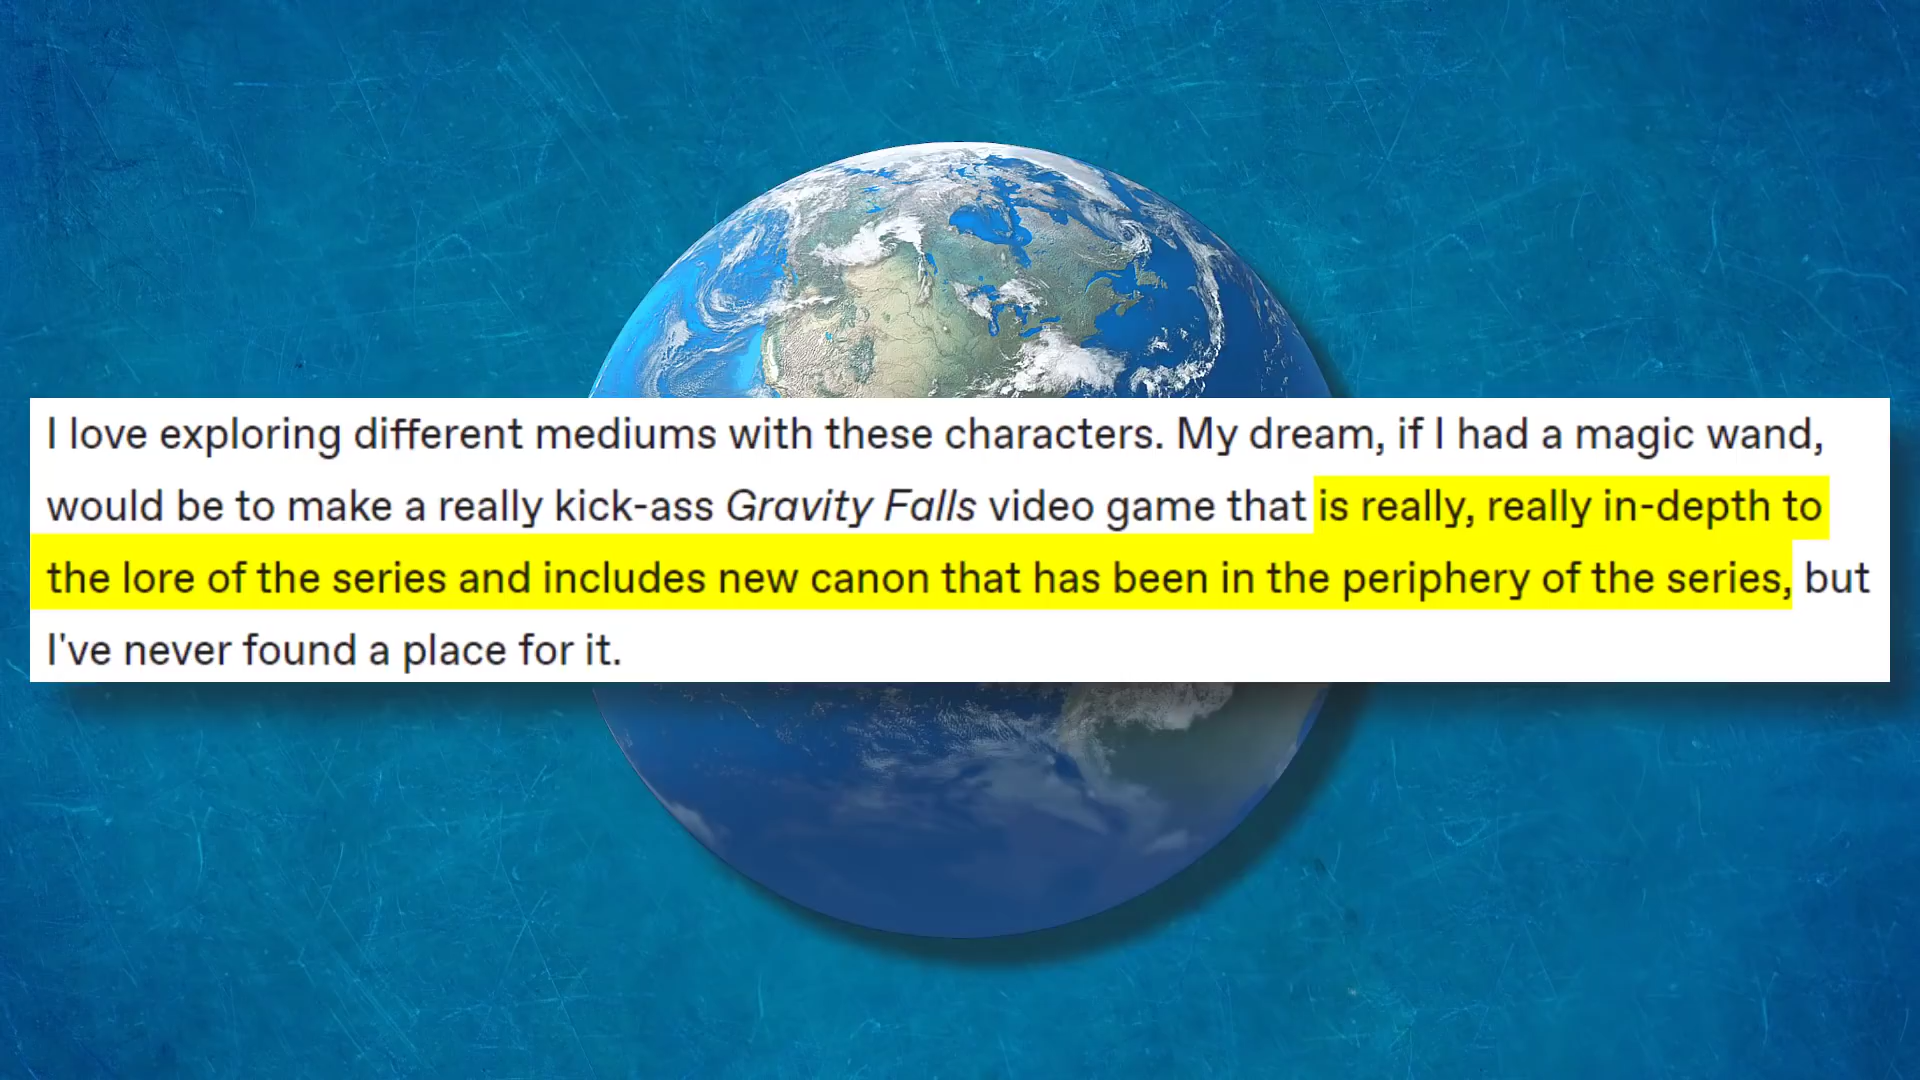 I love exploring different mediums with these characters. My dream, if I had a magic wand,
would be to make a really kick-ass Gravity Falls video game that is really, really in-depth to
the lore of the series and includes new canon that has been in the periphery of the series, but
I've never found a place for it.